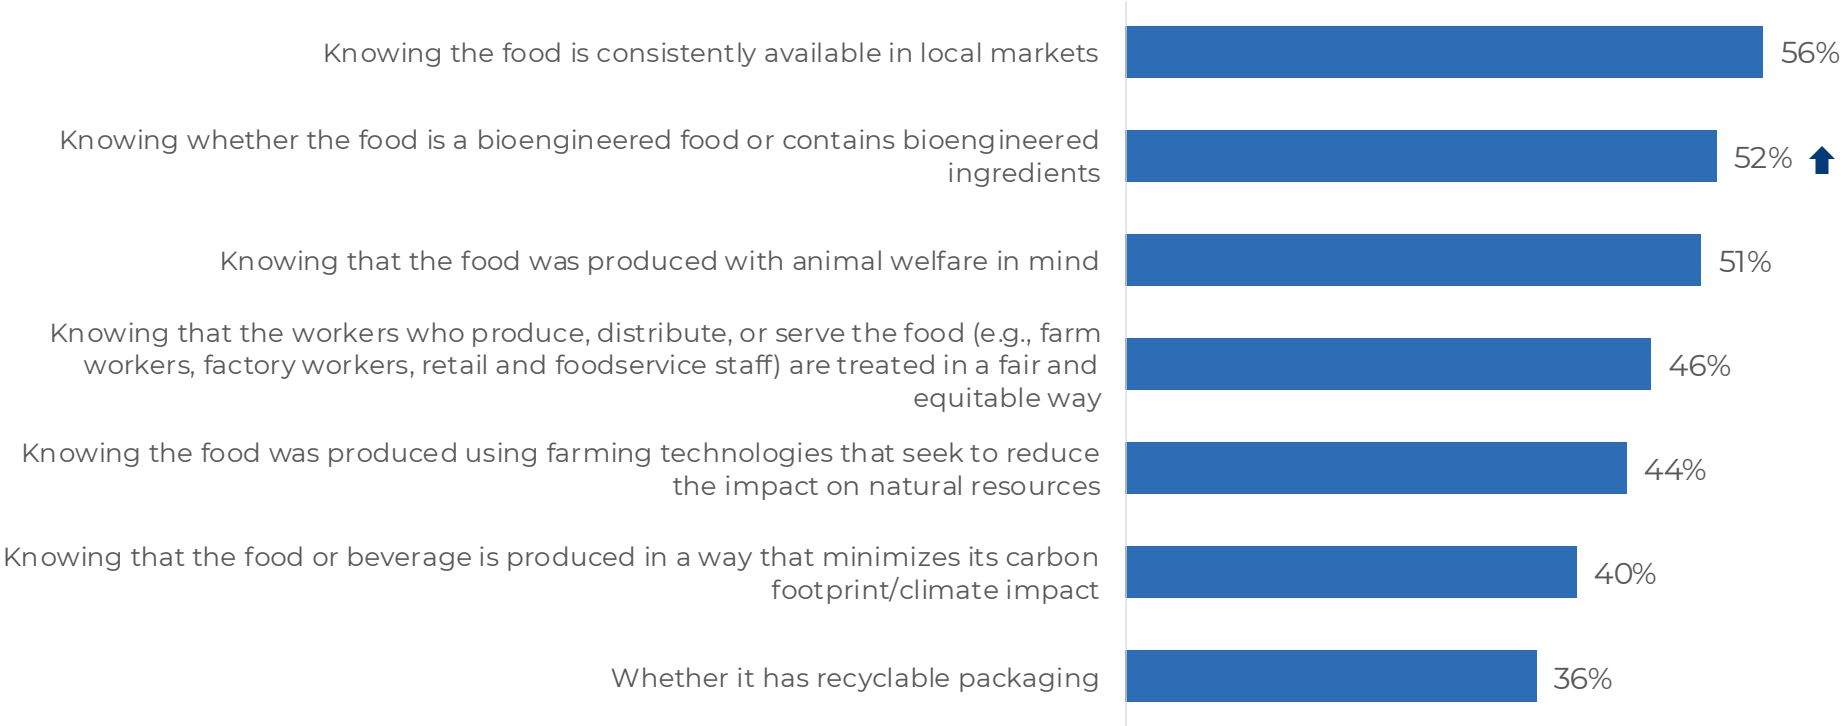 Knowing the food is consistently available in local markets
56%
Knowing whether the food is a bioengineered food or contains bioengineered
ingredients
52%
Knowing that the food was produced with animal welfare in mind
51%
Knowing that the workers who produce, distribute, or serve the food (e.g., farm
workers, factory workers, retail and foodservice staff) are treated in a fair and
equitable way
46%
Knowing the food was produced using farming technologies that seek to reduce
the impact on natural resources
44%
Knowing that the food or beverage is produced in a way that minimizes its carbon
footprint/climate impact
40%
Whether it has recyclable packaging
36%